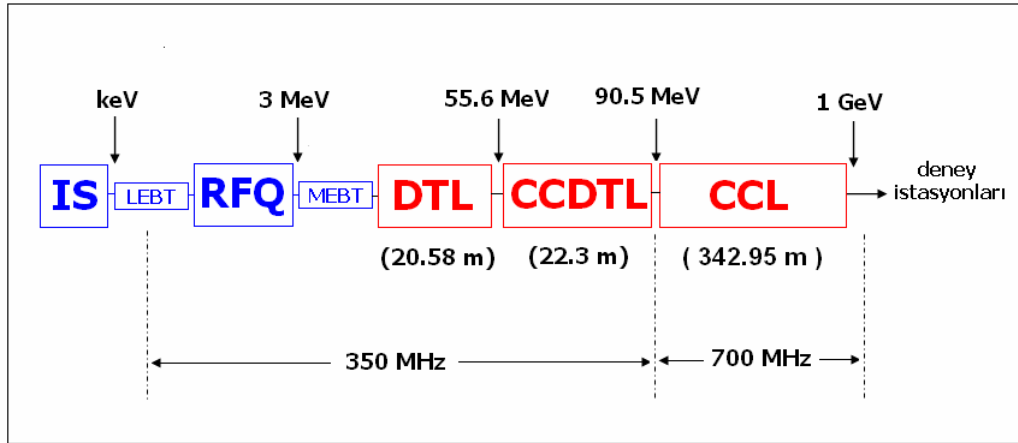 keV
3 MeV
55.6 MeV
90.5 MeV
1 GeV
IS
LEBT
RFQ
MEBT
DTL
CCDTL
CCL
deney
istasyonları
(20.58 m)
(22.3 m)
( 342.95 m )
350 MHz
700 MHz